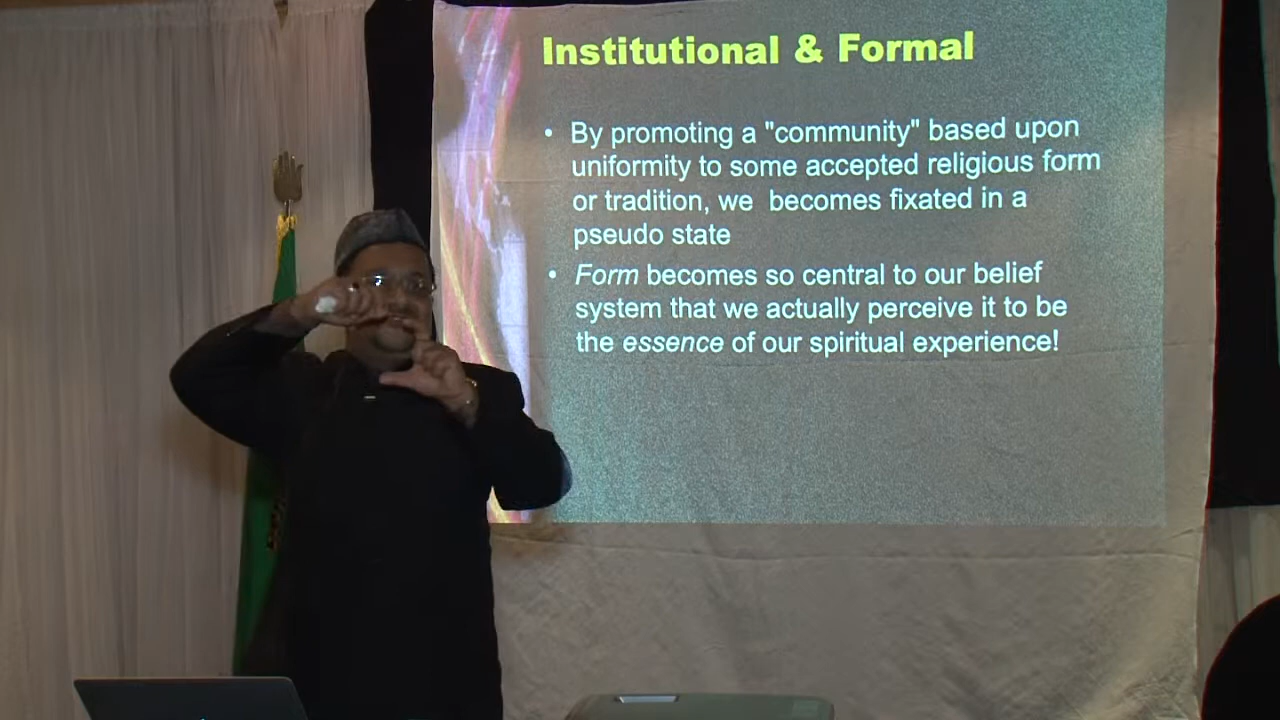 Institutional & Formal
• By promoting a "community" based upon
uniformity to some accepted religious form
or tradition, we becomes fixated in a
pseudo state
• Form becomes so central to our belief
system that we actually perceive it to be
the essence of our spiritual experience!